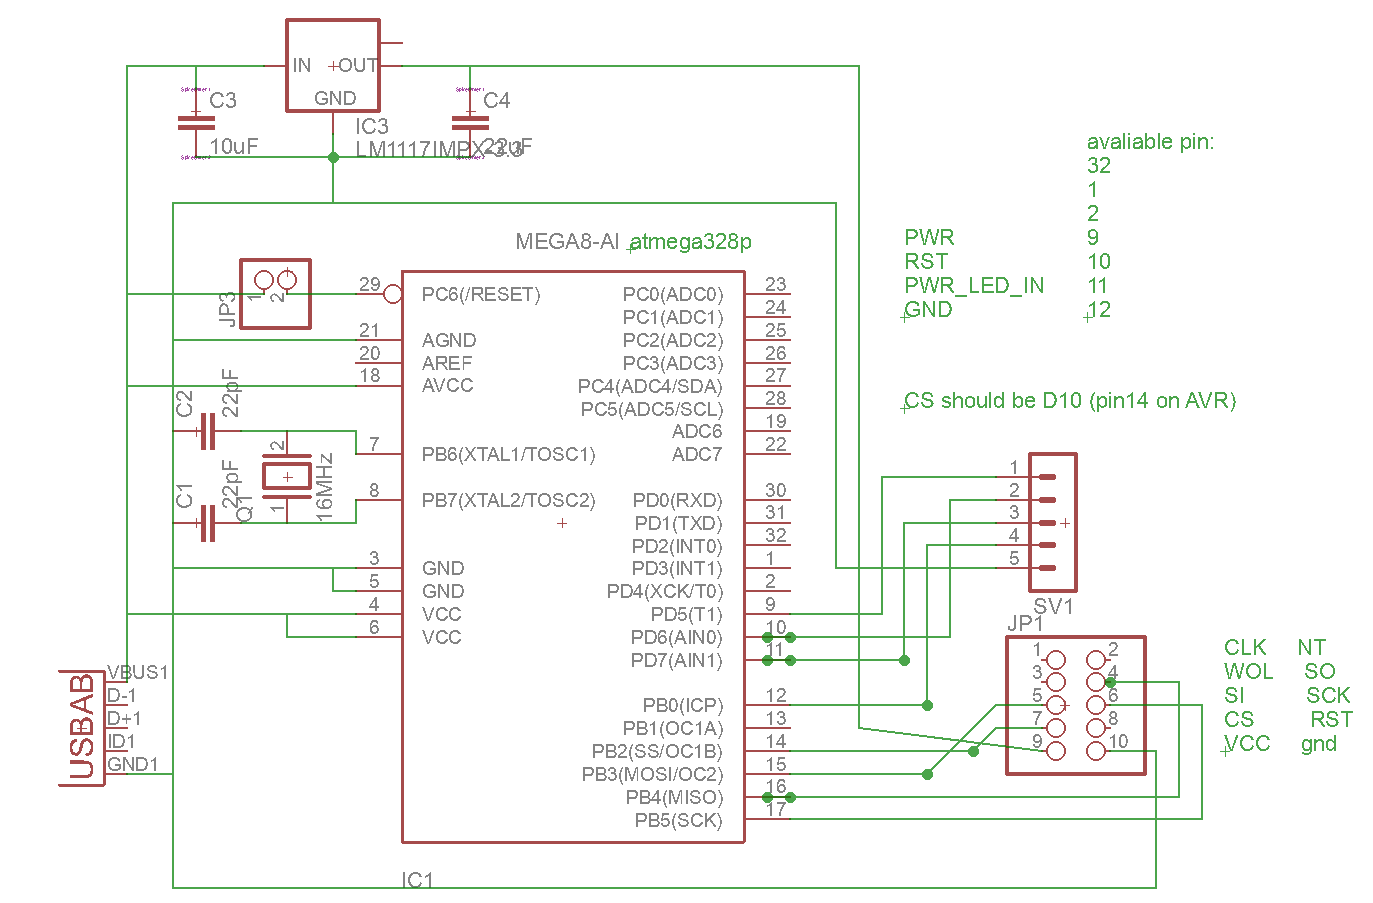 IN
OUT
GND
IC3
LM1117IMPX-3.3
C3
10uF
C4
22uF
avaliable pin:
32
1
2
PWR 9
RST 10
PWR_LED_IN 11
GND 12
CS should be D10 (pin14 on AVR)
MEGA8-AI atmega328p
JP3
1
2
29 PC6(/RESET)
21 AGND
20 AREF
18 AVCC
7 PB6(XTAL1/TOSC1)
8 PB7(XTAL2/TOSC2)
3 GND
5 GND
4 VCC
6 VCC
PC0(ADC0) 23
PC1(ADC1) 24
PC2(ADC2) 25
PC3(ADC3) 26
PC4(ADC4/SDA) 27
PC5(ADC5/SCL) 28
ADC6 19
ADC7 22
PD0(RXD) 30
PD1(TXD) 31
PD2(INT0) 32
PD3(INT1) 1
PD4(XCK/T0) 2
PD5(T1) 9
PD6(AIN0) 10
PD7(AIN1) 11
PB0(ICP) 12
PB1(OC1A) 13
PB2(SS/OC1B) 14
PB3(MOSI/OC2) 15
PB4(MISO) 16
PB5(SCK) 17
IC1
C2
22pF
C1
22pF
Q1
16MHz
2
1
USBAB
VBUS1
D-1
D+1
ID1
GND1
1
2
3
4
5
SV1
JP1
1 2
3 4
5 6
7 8
9 10
CLK NT
WOL SO
SI SCK
CS RST
VCC gnd